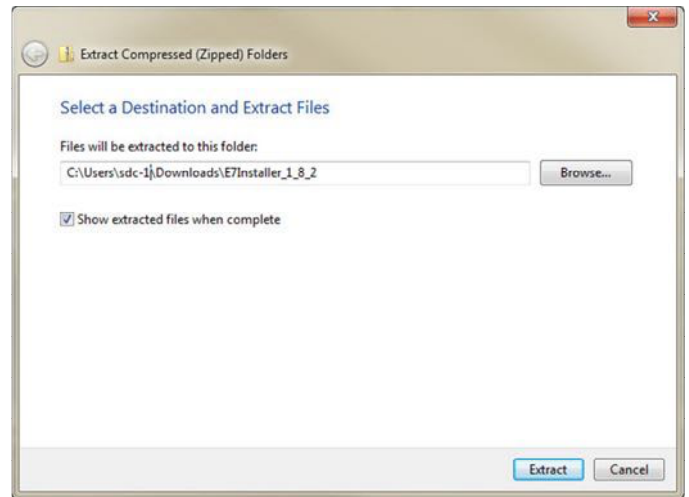 Extract Compressed (Zipped) Folders
Select a Destination and Extract Files
Files will be extracted to this folder:
C:\Users\sdc-1\Downloads\E7Installer_1_8_2
Browse...
Show extracted files when complete
Extract
Cancel